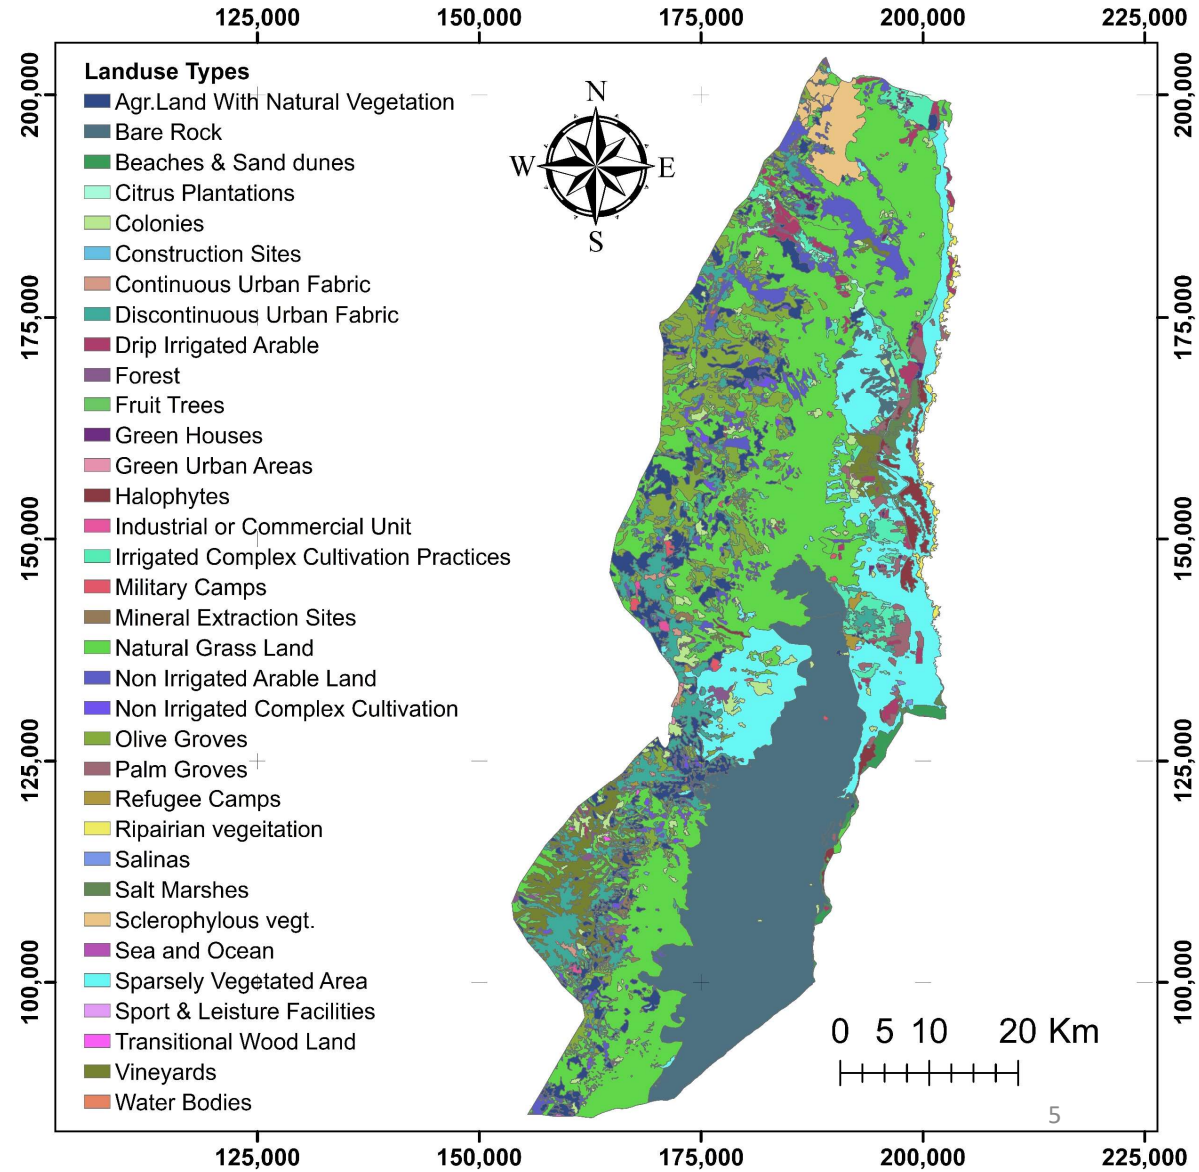 125,000 150,000 175,000 200,000 225,000
200,000
175,000
150,000
125,000
100,000
Landuse Types
Agr.Land With Natural Vegetation
Bare Rock
Beaches & Sand dunes
Citrus Plantations
Colonies
Construction Sites
Continuous Urban Fabric
Discontinuous Urban Fabric
Drip Irrigated Arable
Forest
Fruit Trees
Green Houses
Green Urban Areas
Halophytes
Industrial or Commercial Unit
Irrigated Complex Cultivation Practices
Military Camps
Mineral Extraction Sites
Natural Grass Land
Non Irrigated Arable Land
Non Irrigated Complex Cultivation
Olive Groves
Palm Groves
Refugee Camps
Ripairian vegeitation
Salinas
Salt Marshes
Sclerophylous vegt.
Sea and Ocean
Sparsely Vegetated Area
Sport & Leisture Facilities
Transitional Wood Land
Vineyards
Water Bodies
N
W E
S
0 5 10 20 Km
5
200,000
175,000
150,000
125,000
100,000
125,000 150,000 175,000 200,000 225,000